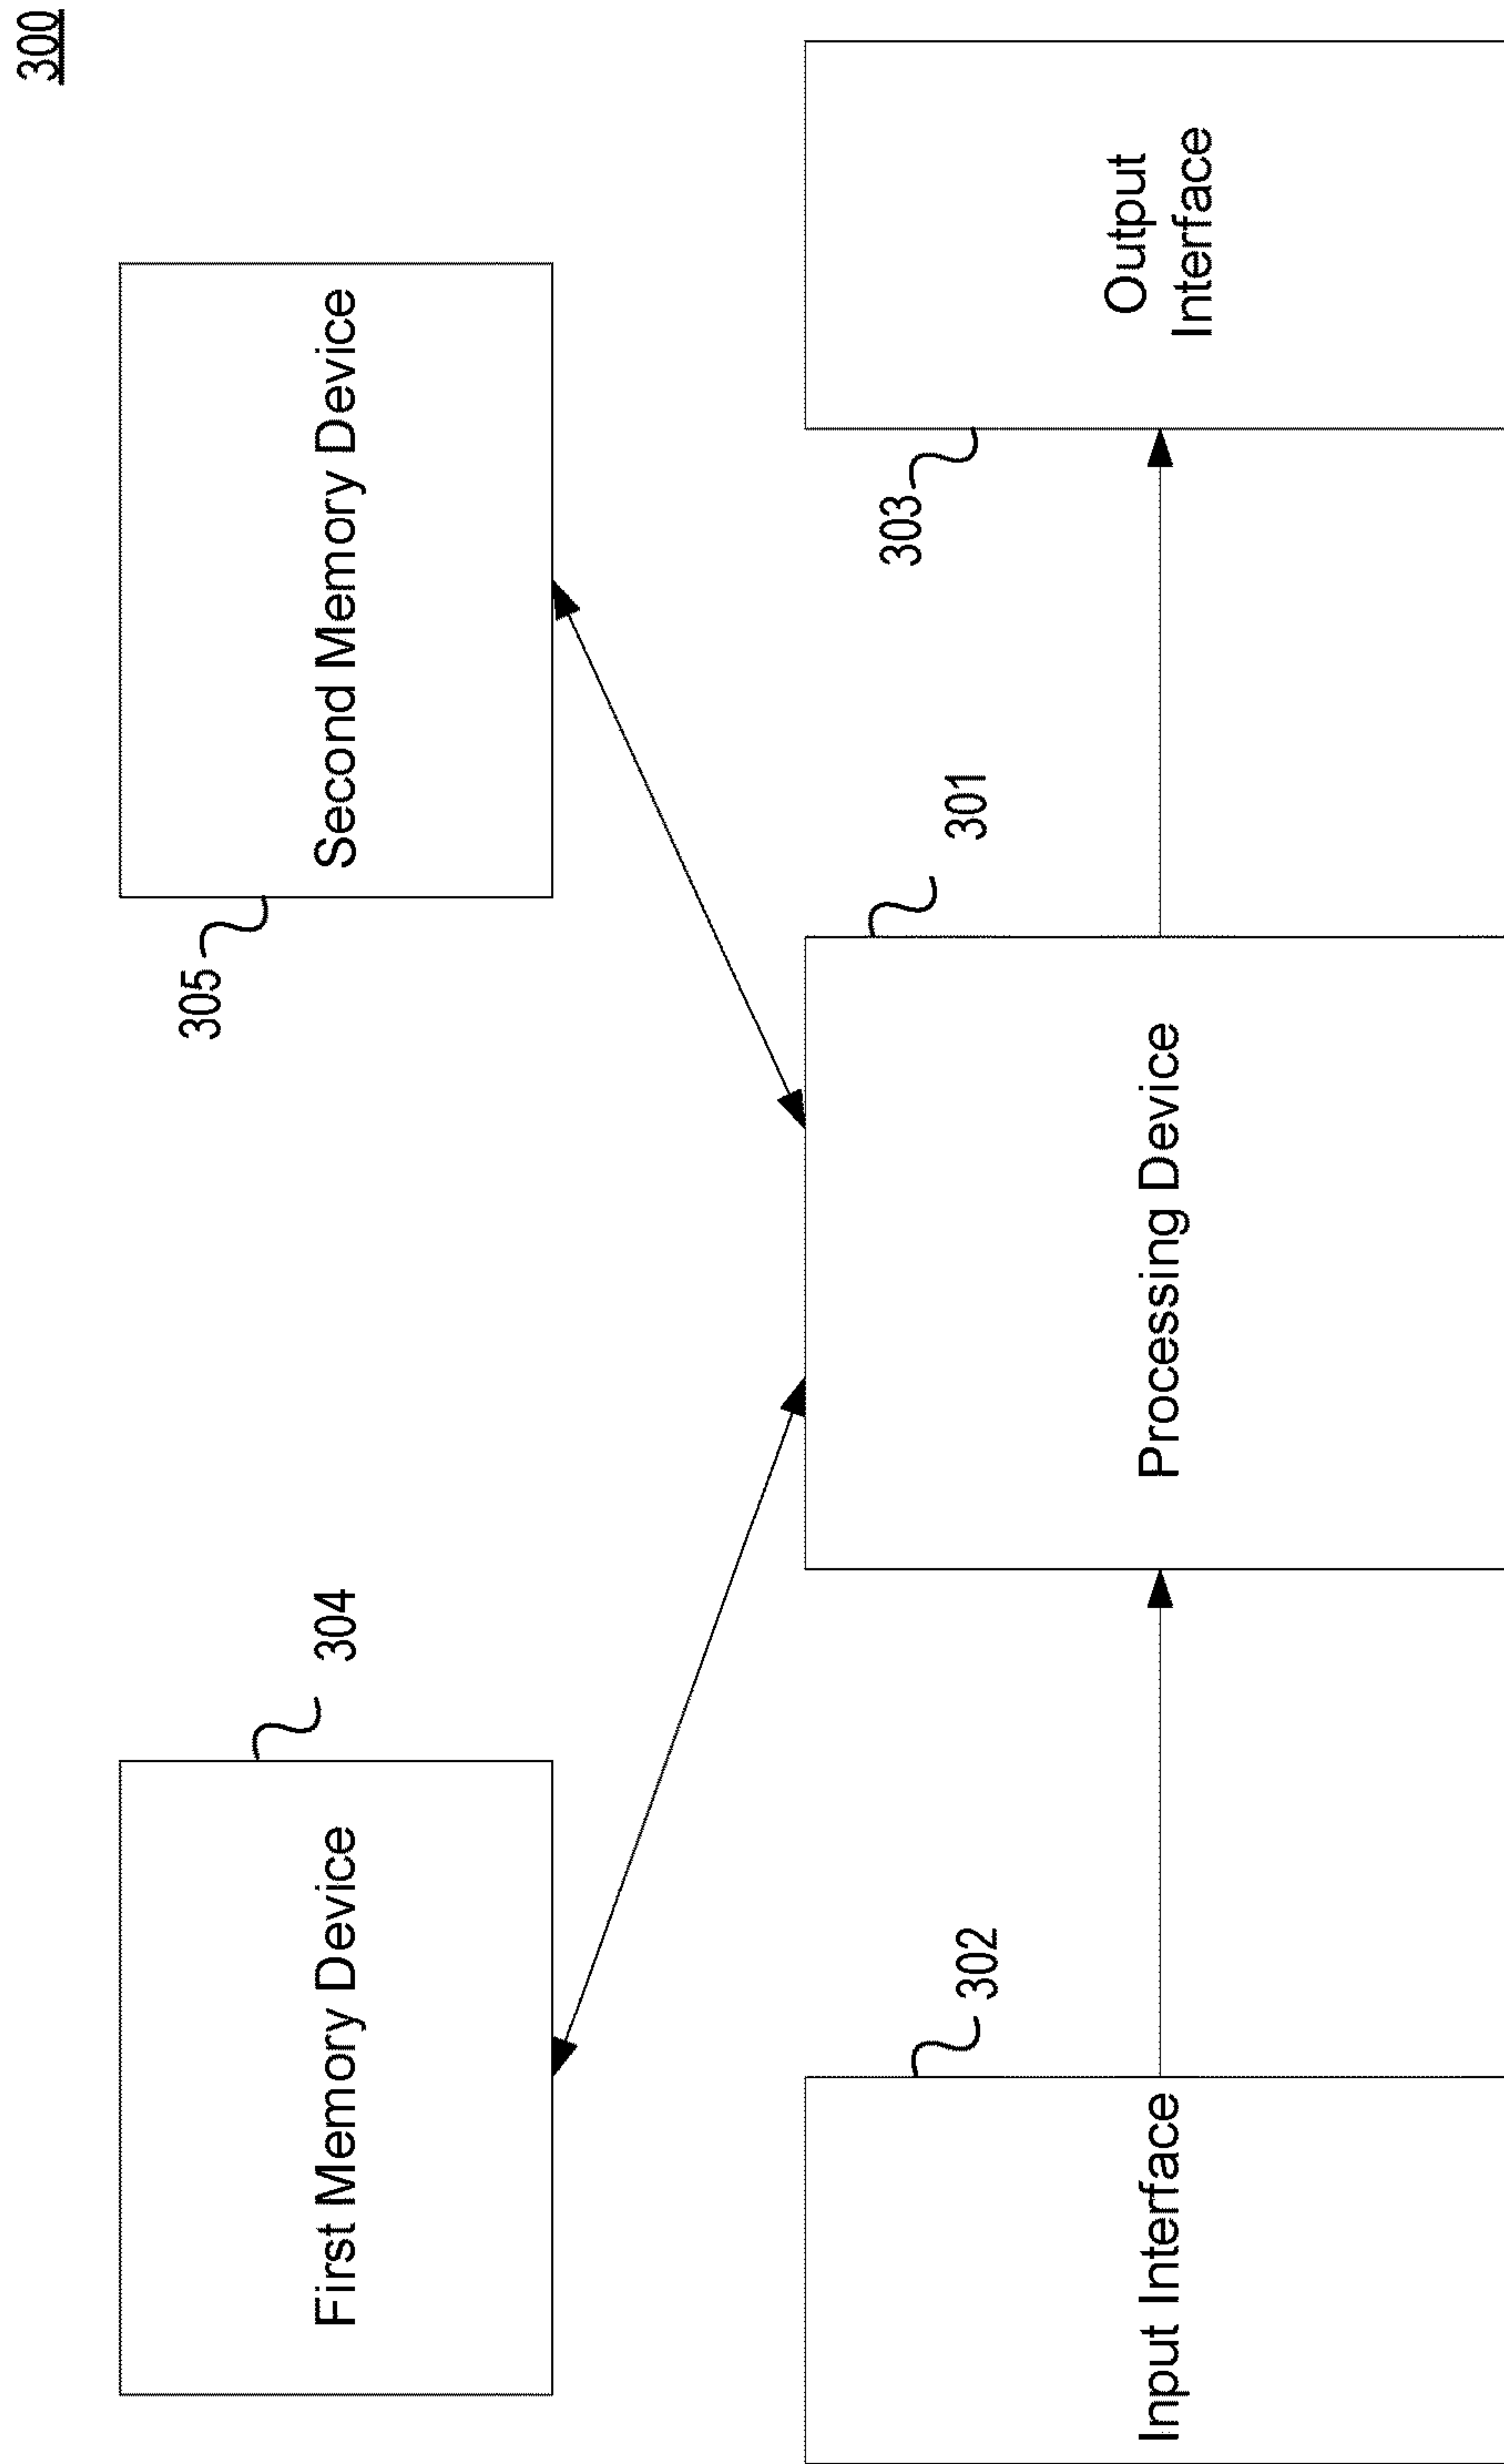 300
First Memory Device
304
305
Second Memory Device
Input Interface
302
Processing Device
301
303
Output
Interface